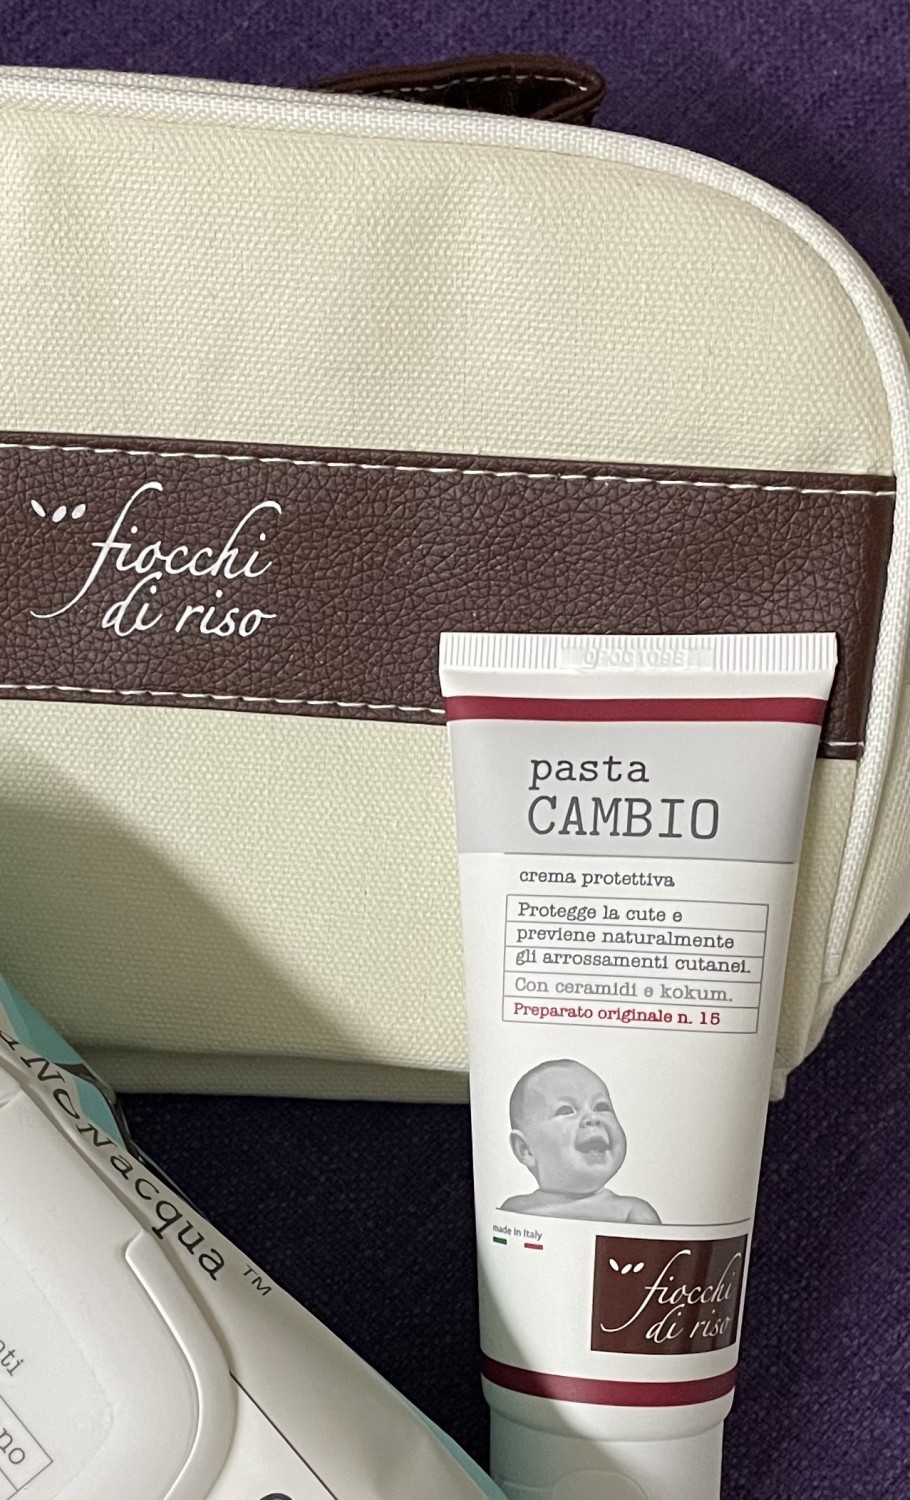 fiocchi
di riso
pasta
CAMBIO
crema protettiva
Protegge la cute e
previene naturalmente
gli arrossamenti cutanei.
Con ceramidi e kokum.
Preparato originale n. 15
made in Italy
fiocchi
di riso
NONacqua™